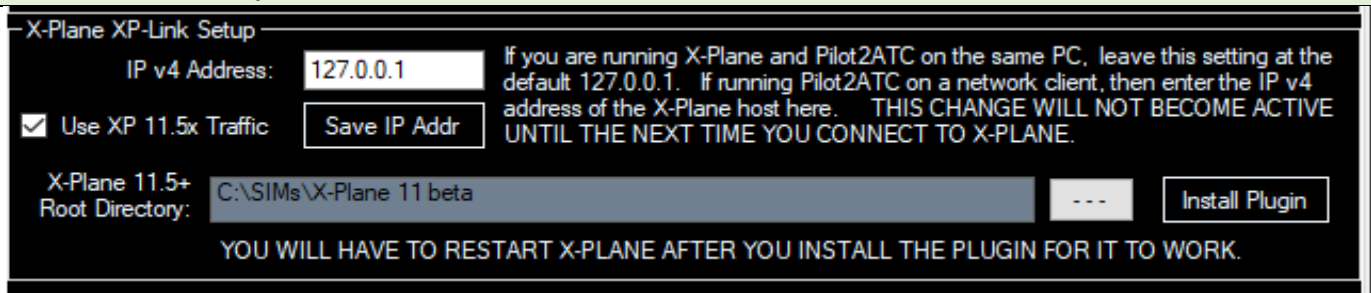 X-Plane XP-Link Setup
IP v4 Address:
127.0.0.1
If you are running X-Plane and Pilot2ATC on the same PC, leave this setting at the
default 127.0.0.1. If running Pilot2ATC on a network client, then enter the IP v4
address of the X-Plane host here. THIS CHANGE WILL NOT BECOME ACTIVE
UNTIL THE NEXT TIME YOU CONNECT TO X-PLANE.
Use XP 11.5x Traffic
Save IP Addr
X-Plane 11.5+
Root Directory:
C:\SIMs\X-Plane 11 beta
---
Install Plugin
YOU WILL HAVE TO RESTART X-PLANE AFTER YOU INSTALL THE PLUGIN FOR IT TO WORK.